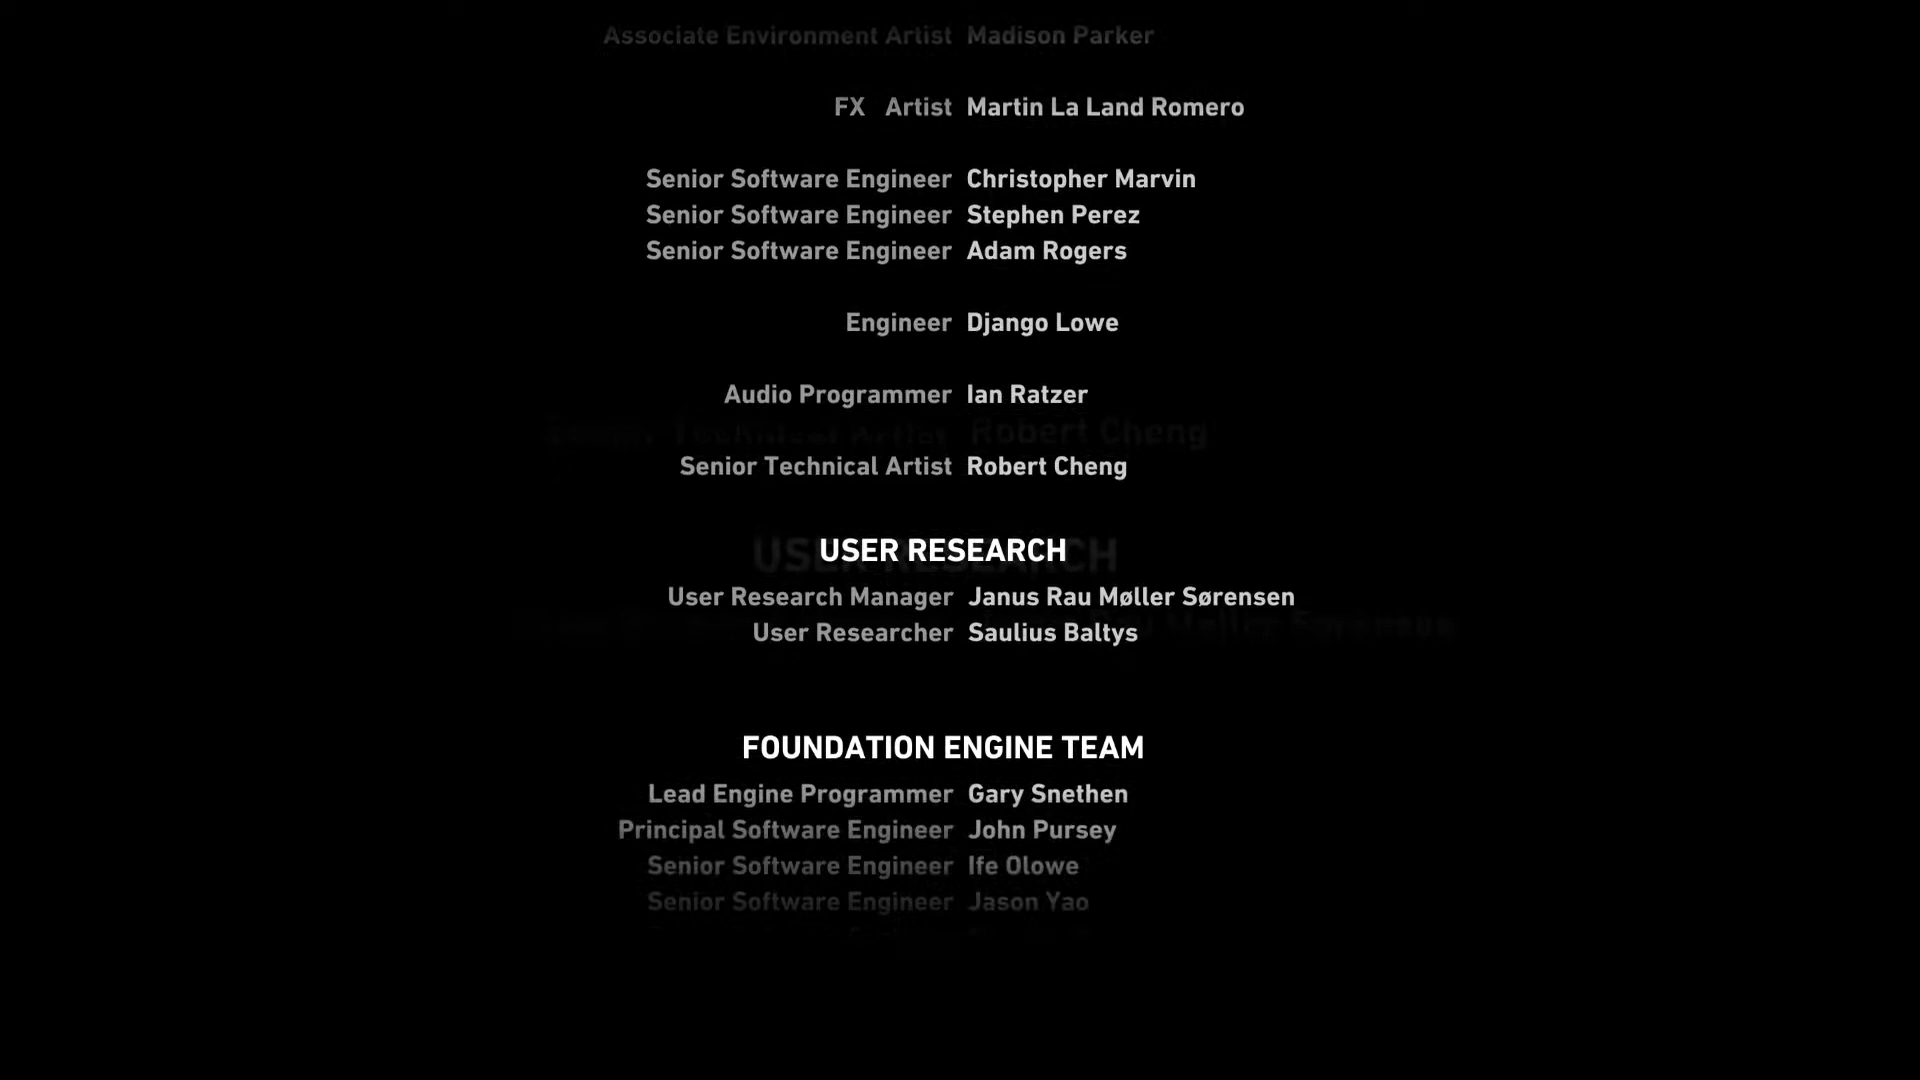 Associate Environment Artist Madison Parker
FX Artist Martin La Land Romero
Senior Software Engineer Christopher Marvin
Senior Software Engineer Stephen Perez
Senior Software Engineer Adam Rogers
Engineer Django Lowe
Audio Programmer Ian Ratzer
Senior Technical Artist Robert Cheng
USER RESEARCH
User Research Manager Janus Rau Møller Sørensen
User Researcher Saulius Baltys
FOUNDATION ENGINE TEAM
Lead Engine Programmer Gary Snethen
Principal Software Engineer John Pursey
Senior Software Engineer Ife Olowe
Senior Software Engineer Jason Yao